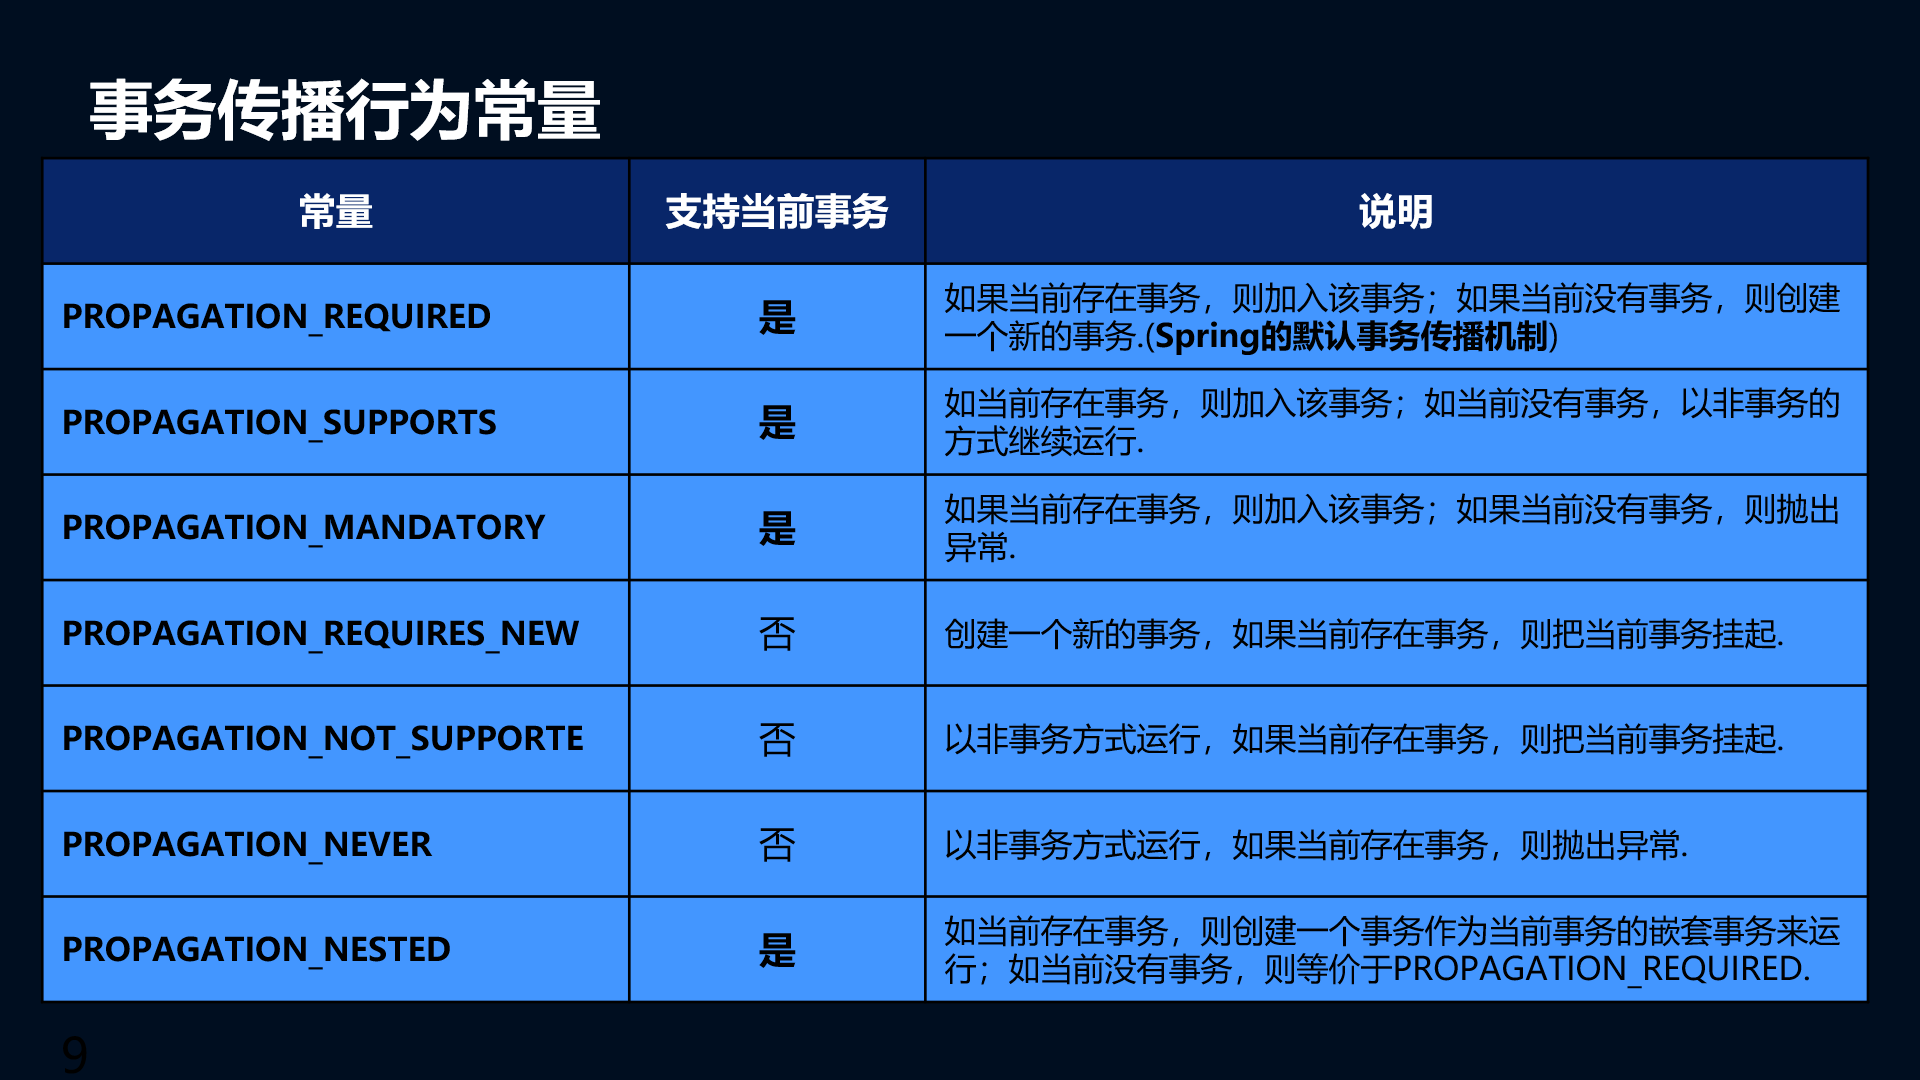 事务传播行为常量
常量
支持当前事务
说明
PROPAGATION_REQUIRED
是
如果当前存在事务，则加入该事务；如果当前没有事务，则创建
一个新的事务.(Spring的默认事务传播机制)
PROPAGATION_SUPPORTS
是
如当前存在事务，则加入该事务；如当前没有事务，以非事务的
方式继续运行.
PROPAGATION_MANDATORY
是
如果当前存在事务，则加入该事务；如果当前没有事务，则抛出
异常.
PROPAGATION_REQUIRES_NEW
否
创建一个新的事务，如果当前存在事务，则把当前事务挂起.
PROPAGATION_NOT_SUPPORTE
否
以非事务方式运行，如果当前存在事务，则把当前事务挂起.
PROPAGATION_NEVER
否
以非事务方式运行，如果当前存在事务，则抛出异常.
PROPAGATION_NESTED
是
如当前存在事务，则创建一个事务作为当前事务的嵌套事务来运
行；如当前没有事务，则等价于PROPAGATION_REQUIRED.
9